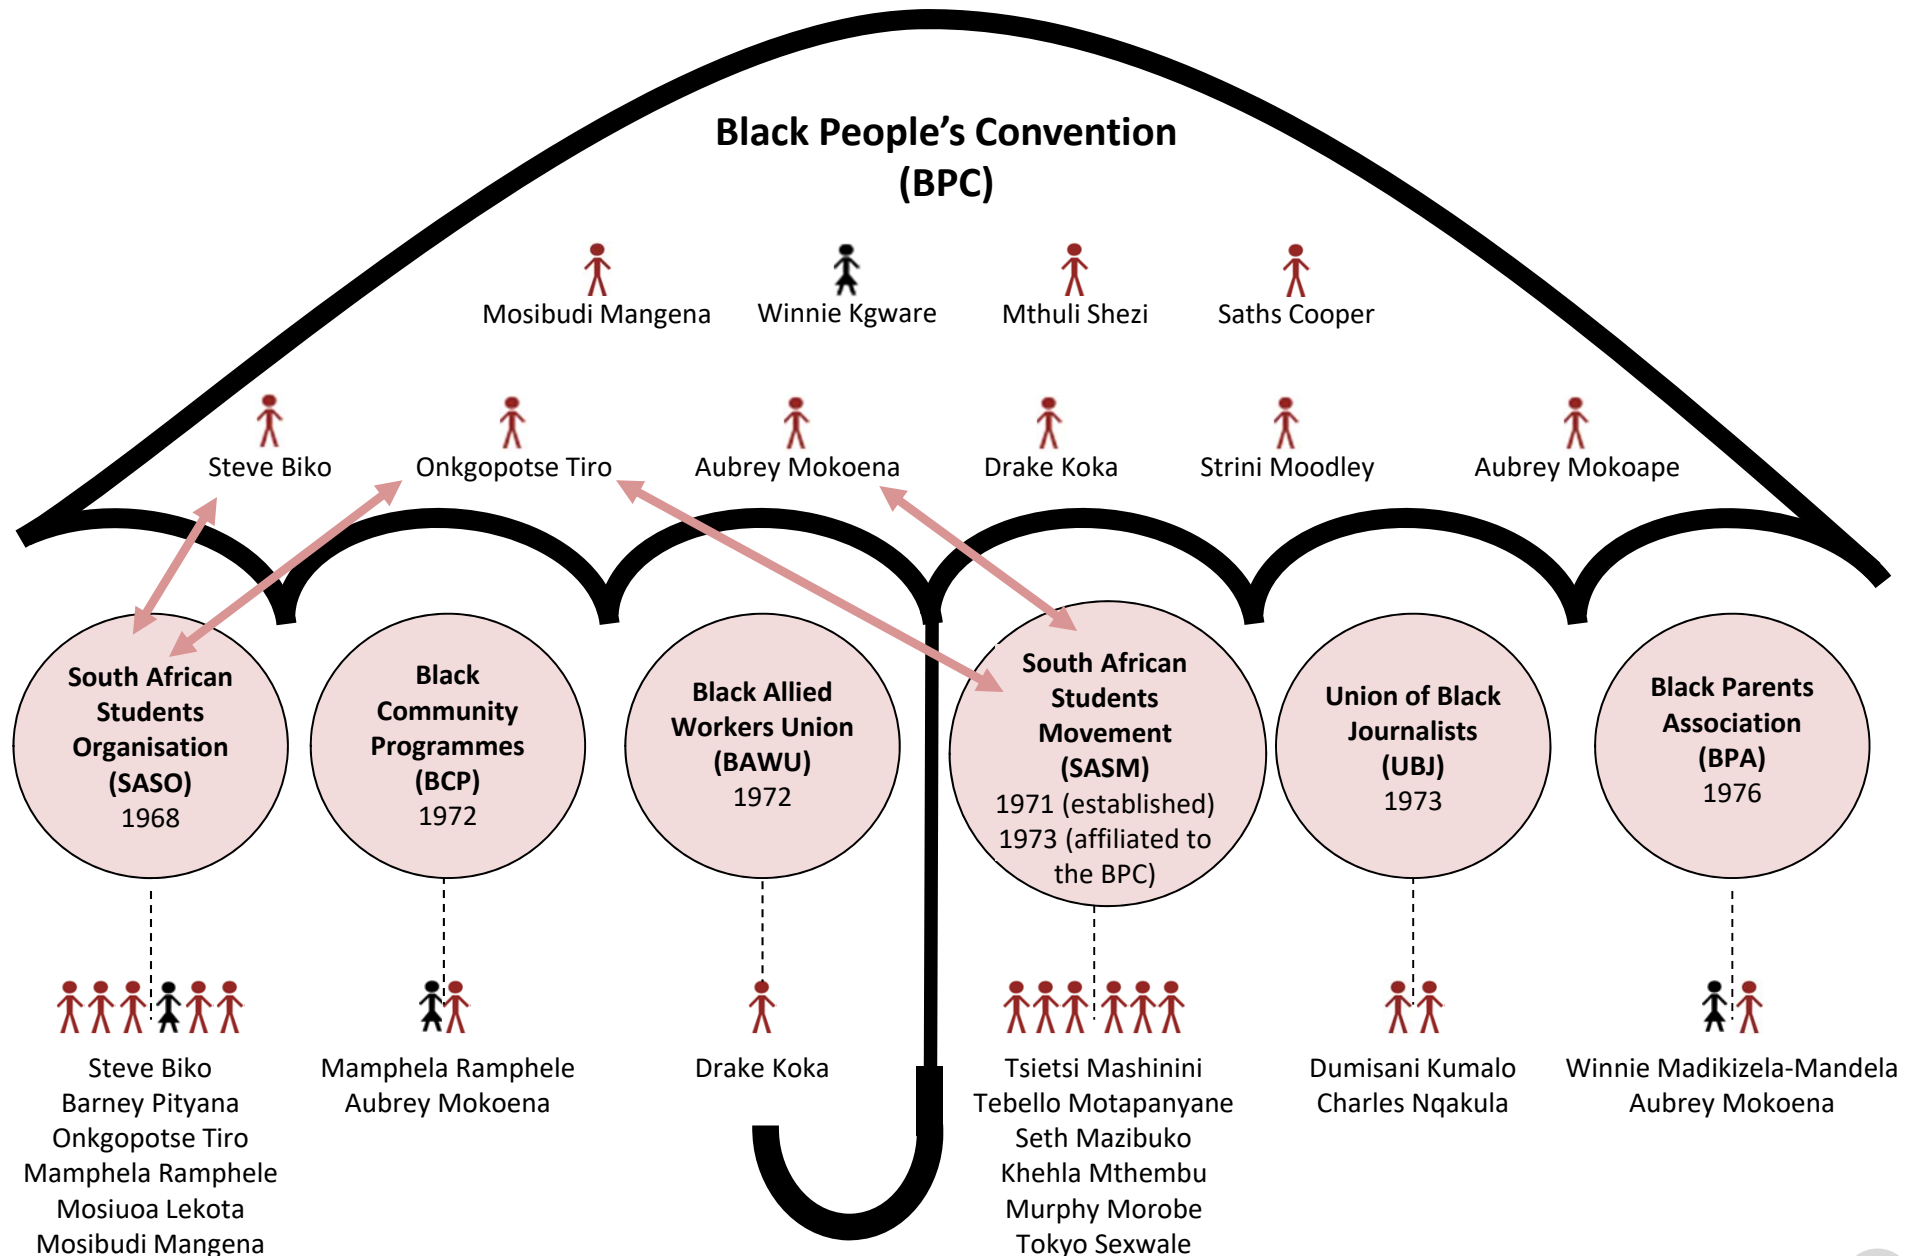 Black People’s Convention
(BPC)
Mosibudi Mangena
Winnie Kgware
Mthuli Shezi
Saths Cooper
Steve Biko
Onkgopotse Tiro
Aubrey Mokoena
Drake Koka
Strini Moodley
Aubrey Mokoape
South African
Students
Organisation
(SASO)
1968
Black
Community
Programmes
(BCP)
1972
Black Allied
Workers Union
(BAWU)
1972
South African
Students
Movement
(SASM)
1971 (established)
1973 (affiliated to
the BPC)
Union of Black
Journalists
(UBJ)
1973
Black Parents
Association
(BPA)
1976
Steve Biko
Barney Pityana
Onkgopotse Tiro
Mamphela Ramphele
Mosiuoa Lekota
Mosibudi Mangena
Mamphela Ramphele
Aubrey Mokoena
Drake Koka
Tsietsi Mashinini
Tebello Motapanyane
Seth Mazibuko
Khehla Mthembu
Murphy Morobe
Tokyo Sexwale
Dumisani Kumalo
Charles Nqakula
Winnie Madikizela-Mandela
Aubrey Mokoena